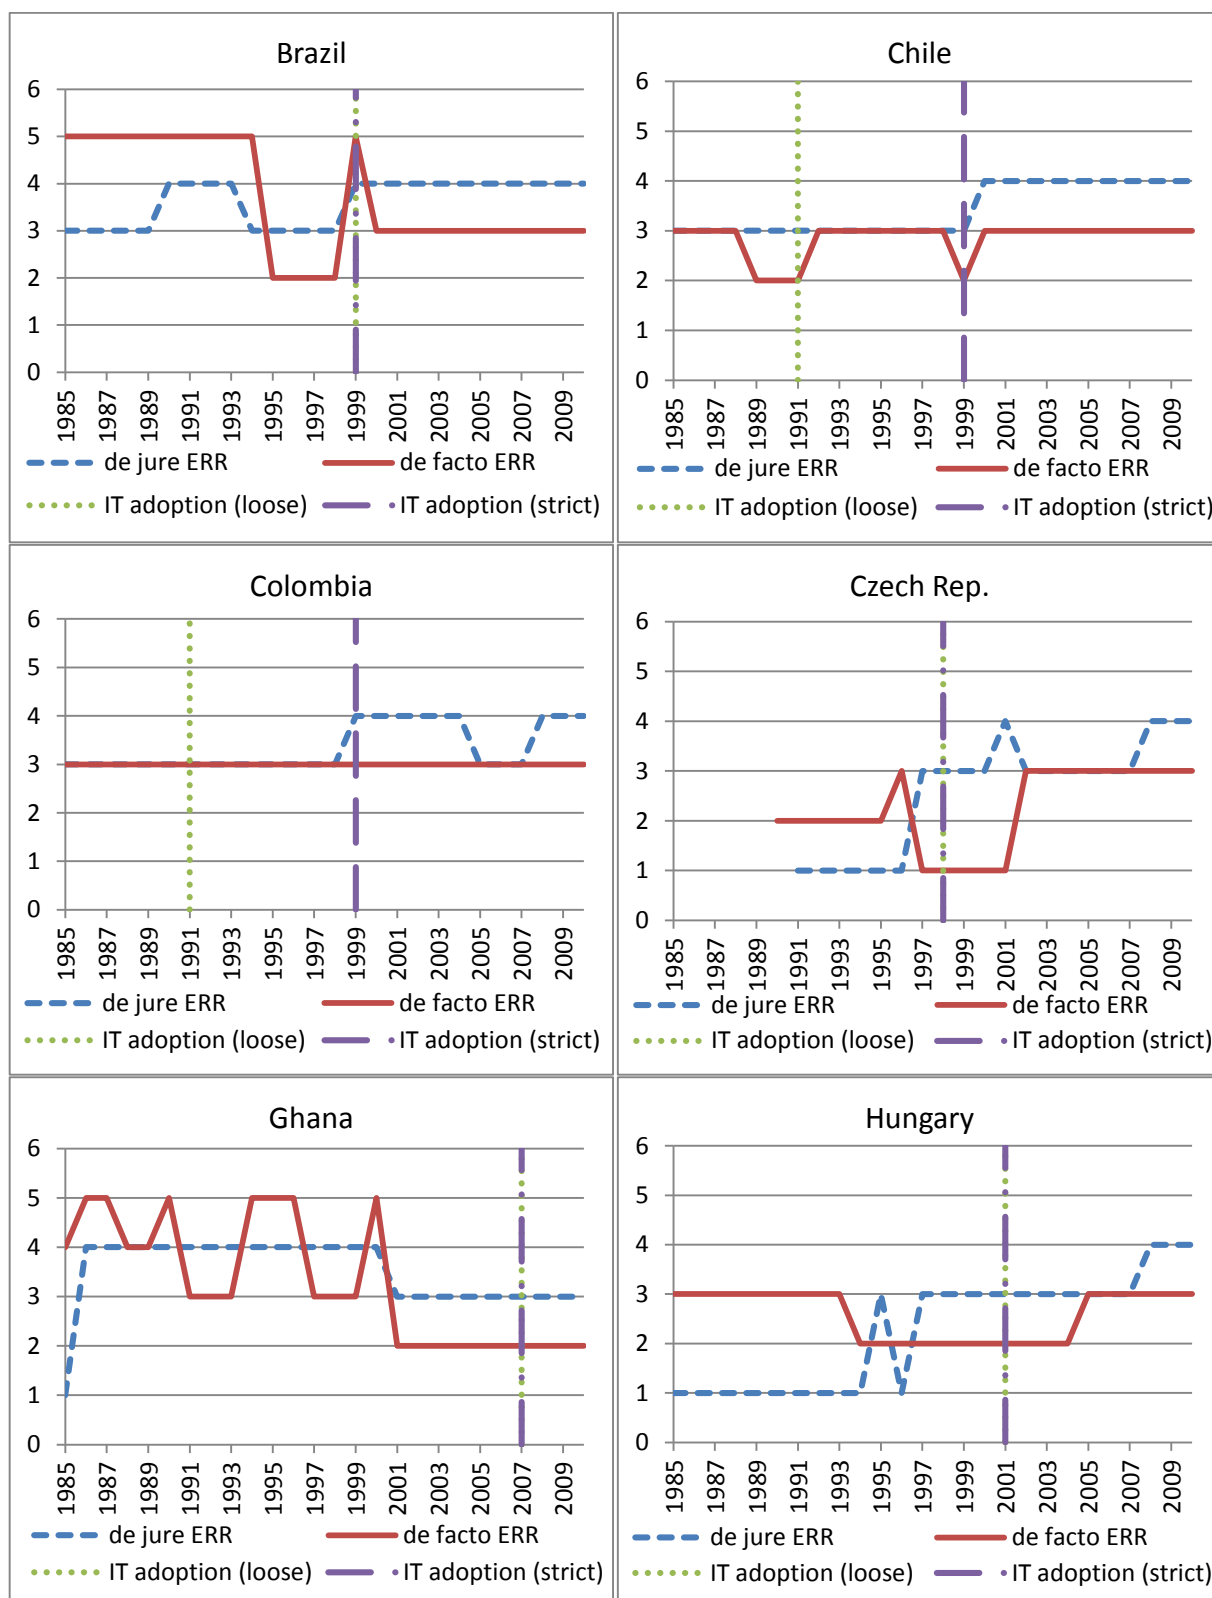 Brazil
6
5
4
3
2
1
0
1985 1987 1989 1991 1993 1995 1997 1999 2001 2003 2005 2007 2009
de jure ERR de facto ERR
IT adoption (loose) IT adoption (strict)
Chile
6
5
4
3
2
1
0
1985 1987 1989 1991 1993 1995 1997 1999 2001 2003 2005 2007 2009
de jure ERR de facto ERR
IT adoption (loose) IT adoption (strict)
Colombia
6
5
4
3
2
1
0
1985 1987 1989 1991 1993 1995 1997 1999 2001 2003 2005 2007 2009
de jure ERR de facto ERR
IT adoption (loose) IT adoption (strict)
Czech Rep.
6
5
4
3
2
1
0
1985 1987 1989 1991 1993 1995 1997 1999 2001 2003 2005 2007 2009
de jure ERR de facto ERR
IT adoption (loose) IT adoption (strict)
Ghana
6
5
4
3
2
1
0
1985 1987 1989 1991 1993 1995 1997 1999 2001 2003 2005 2007 2009
de jure ERR de facto ERR
IT adoption (loose) IT adoption (strict)
Hungary
6
5
4
3
2
1
0
1985 1987 1989 1991 1993 1995 1997 1999 2001 2003 2005 2007 2009
de jure ERR de facto ERR
IT adoption (loose) IT adoption (strict)